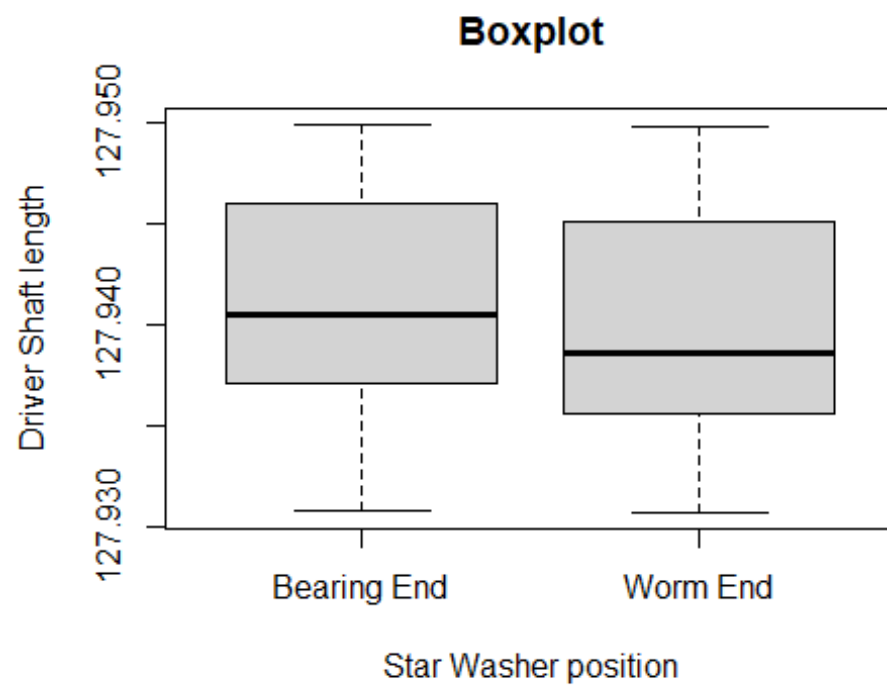 Boxplot
Driver Shaft length
127.950
127.940
127.930
Bearing End
Worm End
Star Washer position